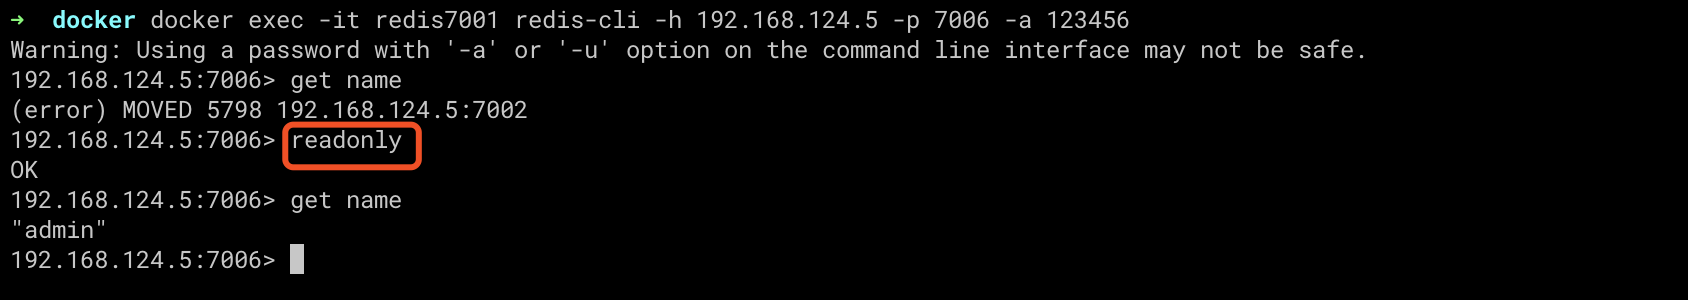 → docker docker exec -it redis7001 redis-cli -h 192.168.124.5 -p 7006 -a 123456
Warning: Using a password with '-a' or '-u' option on the command line interface may not be safe.
192.168.124.5:7006> get name
(error) MOVED 5798 192.168.124.5:7002
192.168.124.5:7006> readonly
OK
192.168.124.5:7006> get name
"admin"
192.168.124.5:7006>